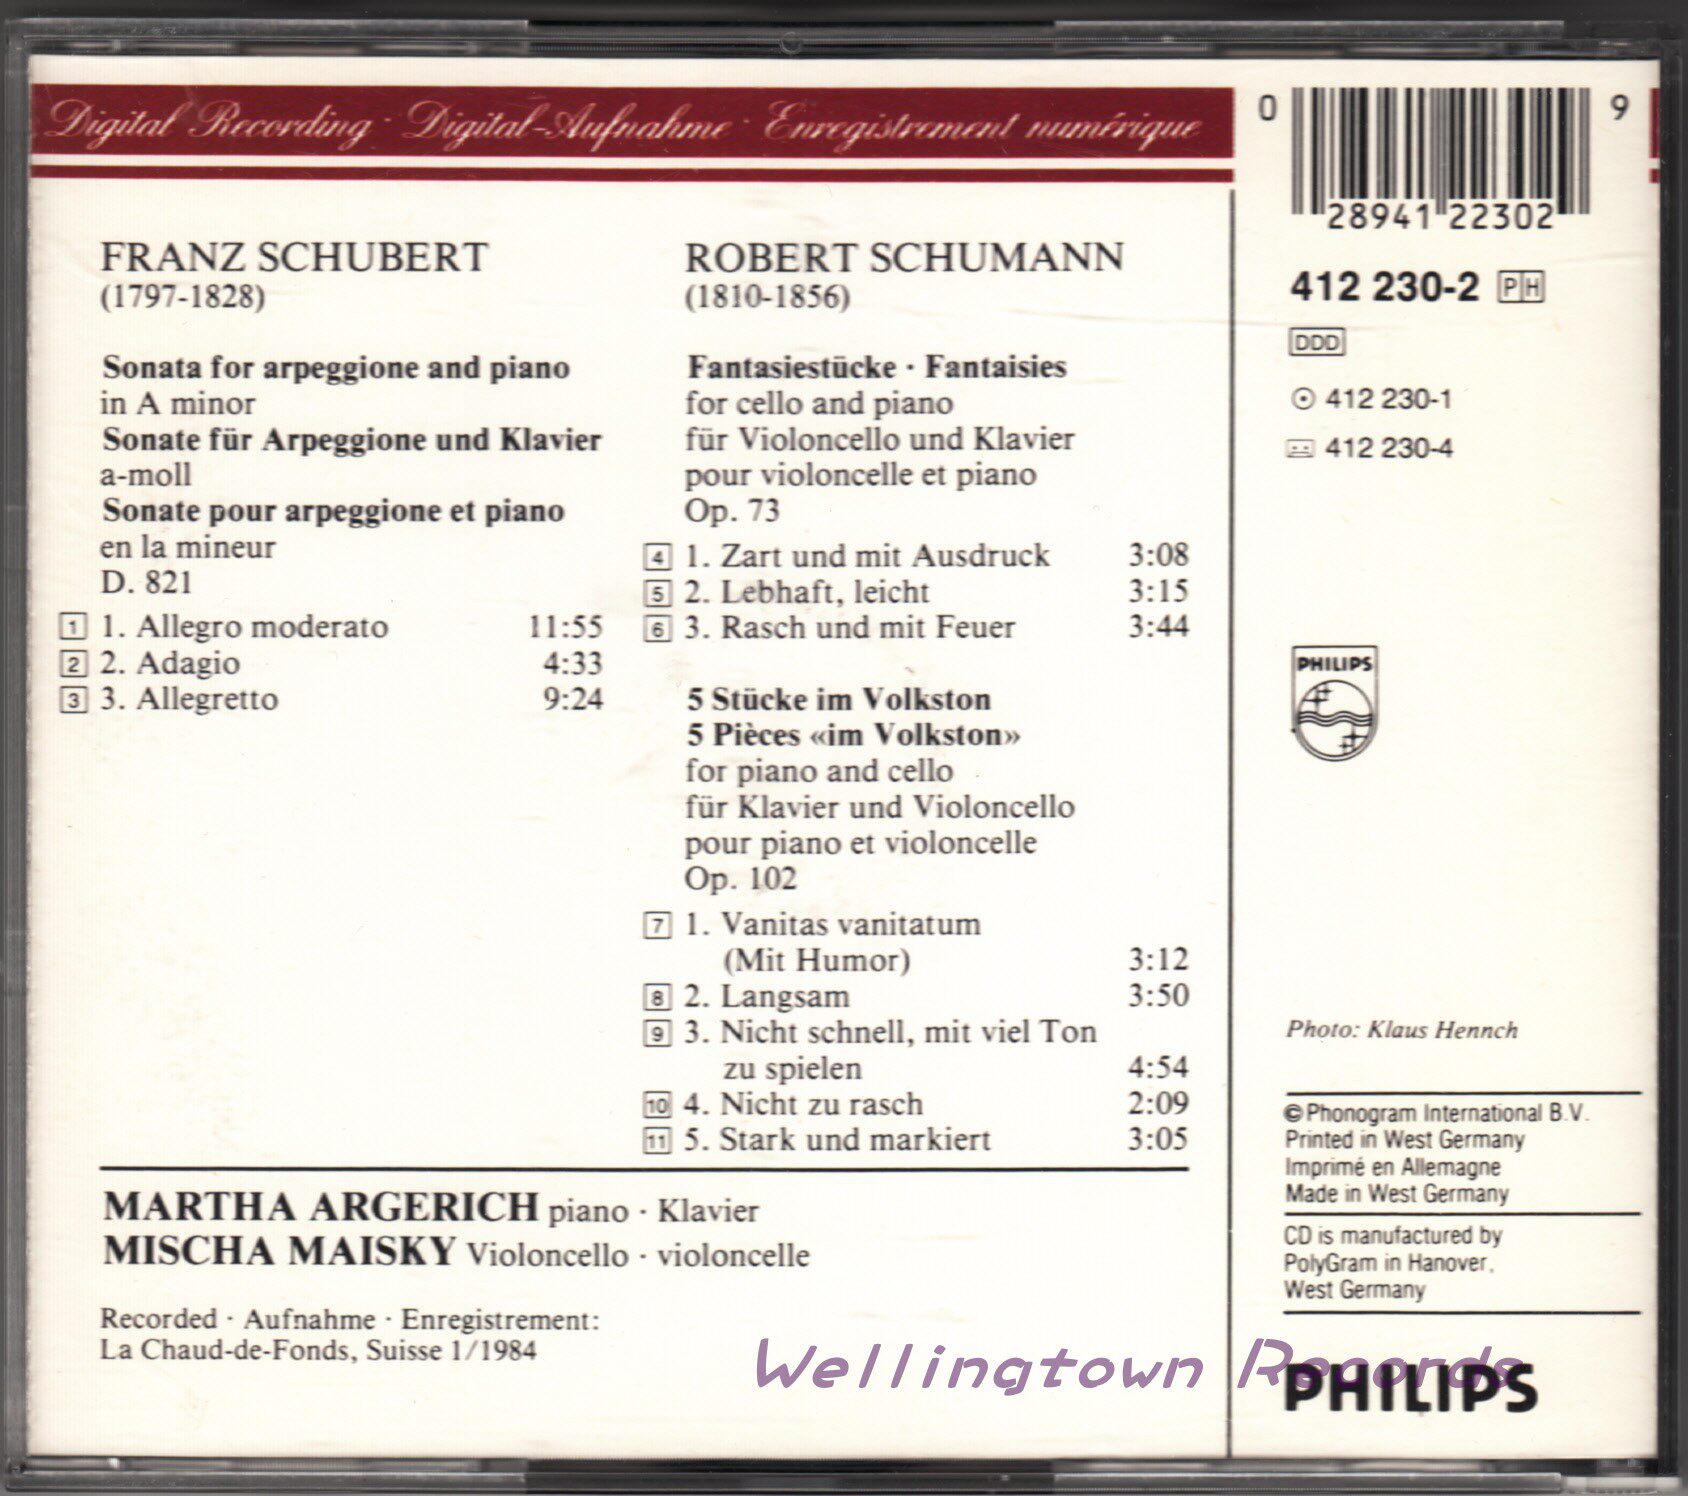 Digital Recording · Digital-Aufnahme · Enregistrement numérique
FRANZ SCHUBERT
(1797-1828)
Sonata for arpeggione and piano
in A minor
Sonate für Arpeggione und Klavier
a-moll
Sonate pour arpeggione et piano
en la mineur
D. 821
1 1. Allegro moderato 11:55
2 2. Adagio 4:33
3 3. Allegretto 9:24
ROBERT SCHUMANN
(1810-1856)
Fantasiestücke · Fantaisies
for cello and piano
für Violoncello und Klavier
pour violoncelle et piano
Op. 73
4 1. Zart und mit Ausdruck 3:08
5 2. Lebhaft, leicht 3:15
6 3. Rasch und mit Feuer 3:44
5 Stücke im Volkston
5 Pièces «im Volkston»
for piano and cello
für Klavier und Violoncello
pour piano et violoncelle
Op. 102
7 1. Vanitas vanitatum
(Mit Humor) 3:12
8 2. Langsam 3:50
9 3. Nicht schnell, mit viel Ton
zu spielen 4:54
10 4. Nicht zu rasch 2:09
11 5. Stark und markiert 3:05
MARTHA ARGERICH piano · Klavier
MISCHA MAISKY Violoncello · violoncelle
Recorded · Aufnahme · Enregistrement:
La Chaud-de-Fonds, Suisse 1/1984
0 28941 22302 9
412 230-2 PH
DDD
412 230-1
412 230-4
PHILIPS
Photo: Klaus Hennch
©Phonogram International B.V.
Printed in West Germany
Imprimé en Allemagne
Made in West Germany
CD is manufactured by
PolyGram in Hanover,
West Germany
PHILIPS
Wellingtown Records